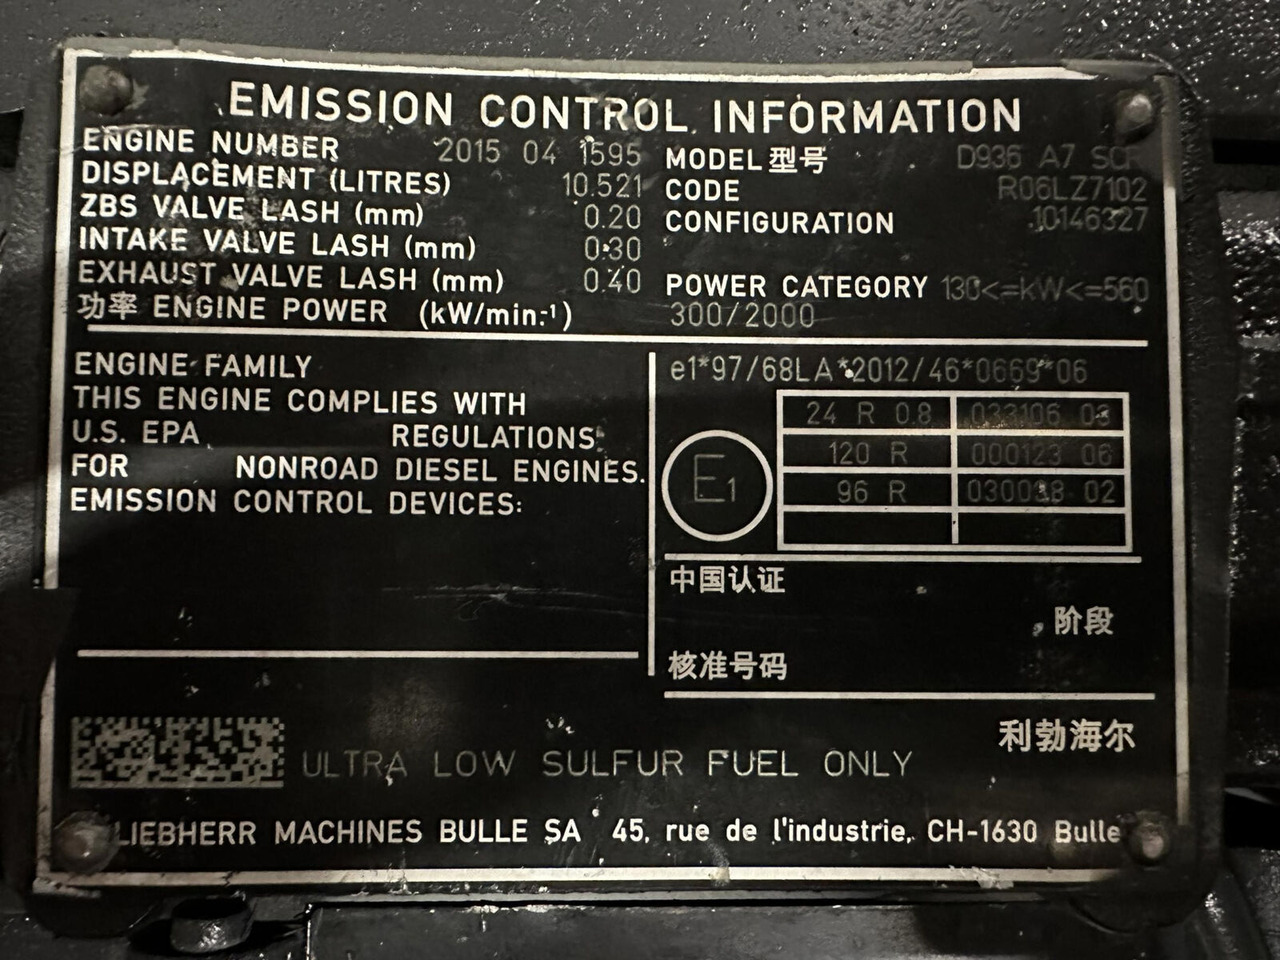 EMISSION CONTROL INFORMATION
ENGINE NUMBER 2015 04 1595
DISPLACEMENT (LITRES) 10.521
ZBS VALVE LASH (mm) 0.20
INTAKE VALVE LASH (mm) 0.30
EXHAUST VALVE LASH (mm) 0.40
功率 ENGINE POWER (kW/min.-¹) 300/2000
MODEL 型号 D936 A7 SCR
CODE R06LZ7102
CONFIGURATION 10146327
POWER CATEGORY 130<=kW<=560
ENGINE FAMILY
THIS ENGINE COMPLIES WITH
U.S. EPA REGULATIONS
FOR NONROAD DIESEL ENGINES.
EMISSION CONTROL DEVICES:
e1*97/68LA*2012/46*0669*06
E1
24 R 0.8 033106 03
120 R 000123 06
96 R 02
中国认证
阶段
核准号码
利勃海尔
ULTRA LOW SULFUR FUEL ONLY
LIEBHERR MACHINES BULLE SA 45, rue de l'industrie, CH-1630 Bulle